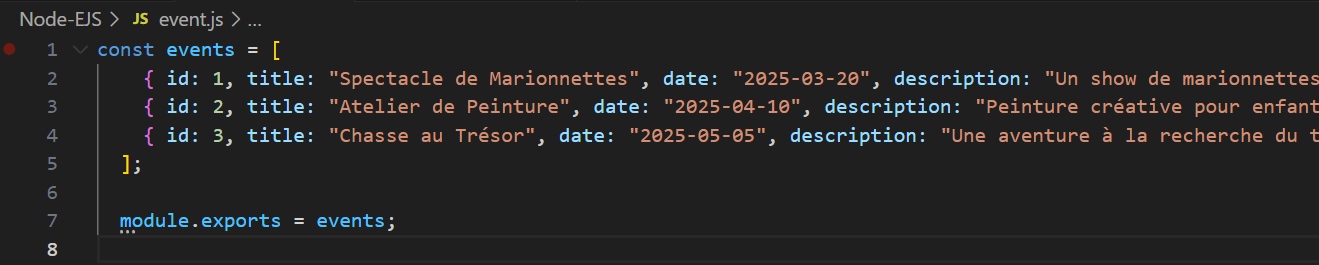 Node-EJS > JS event.js > ...
1 const events = [
2 { id: 1, title: "Spectacle de Marionnettes", date: "2025-03-20", description: "Un show de marionnettes
3 { id: 2, title: "Atelier de Peinture", date: "2025-04-10", description: "Peinture créative pour enfant
4 { id: 3, title: "Chasse au Trésor", date: "2025-05-05", description: "Une aventure à la recherche du t
5 ];
6
7 module.exports = events;
8